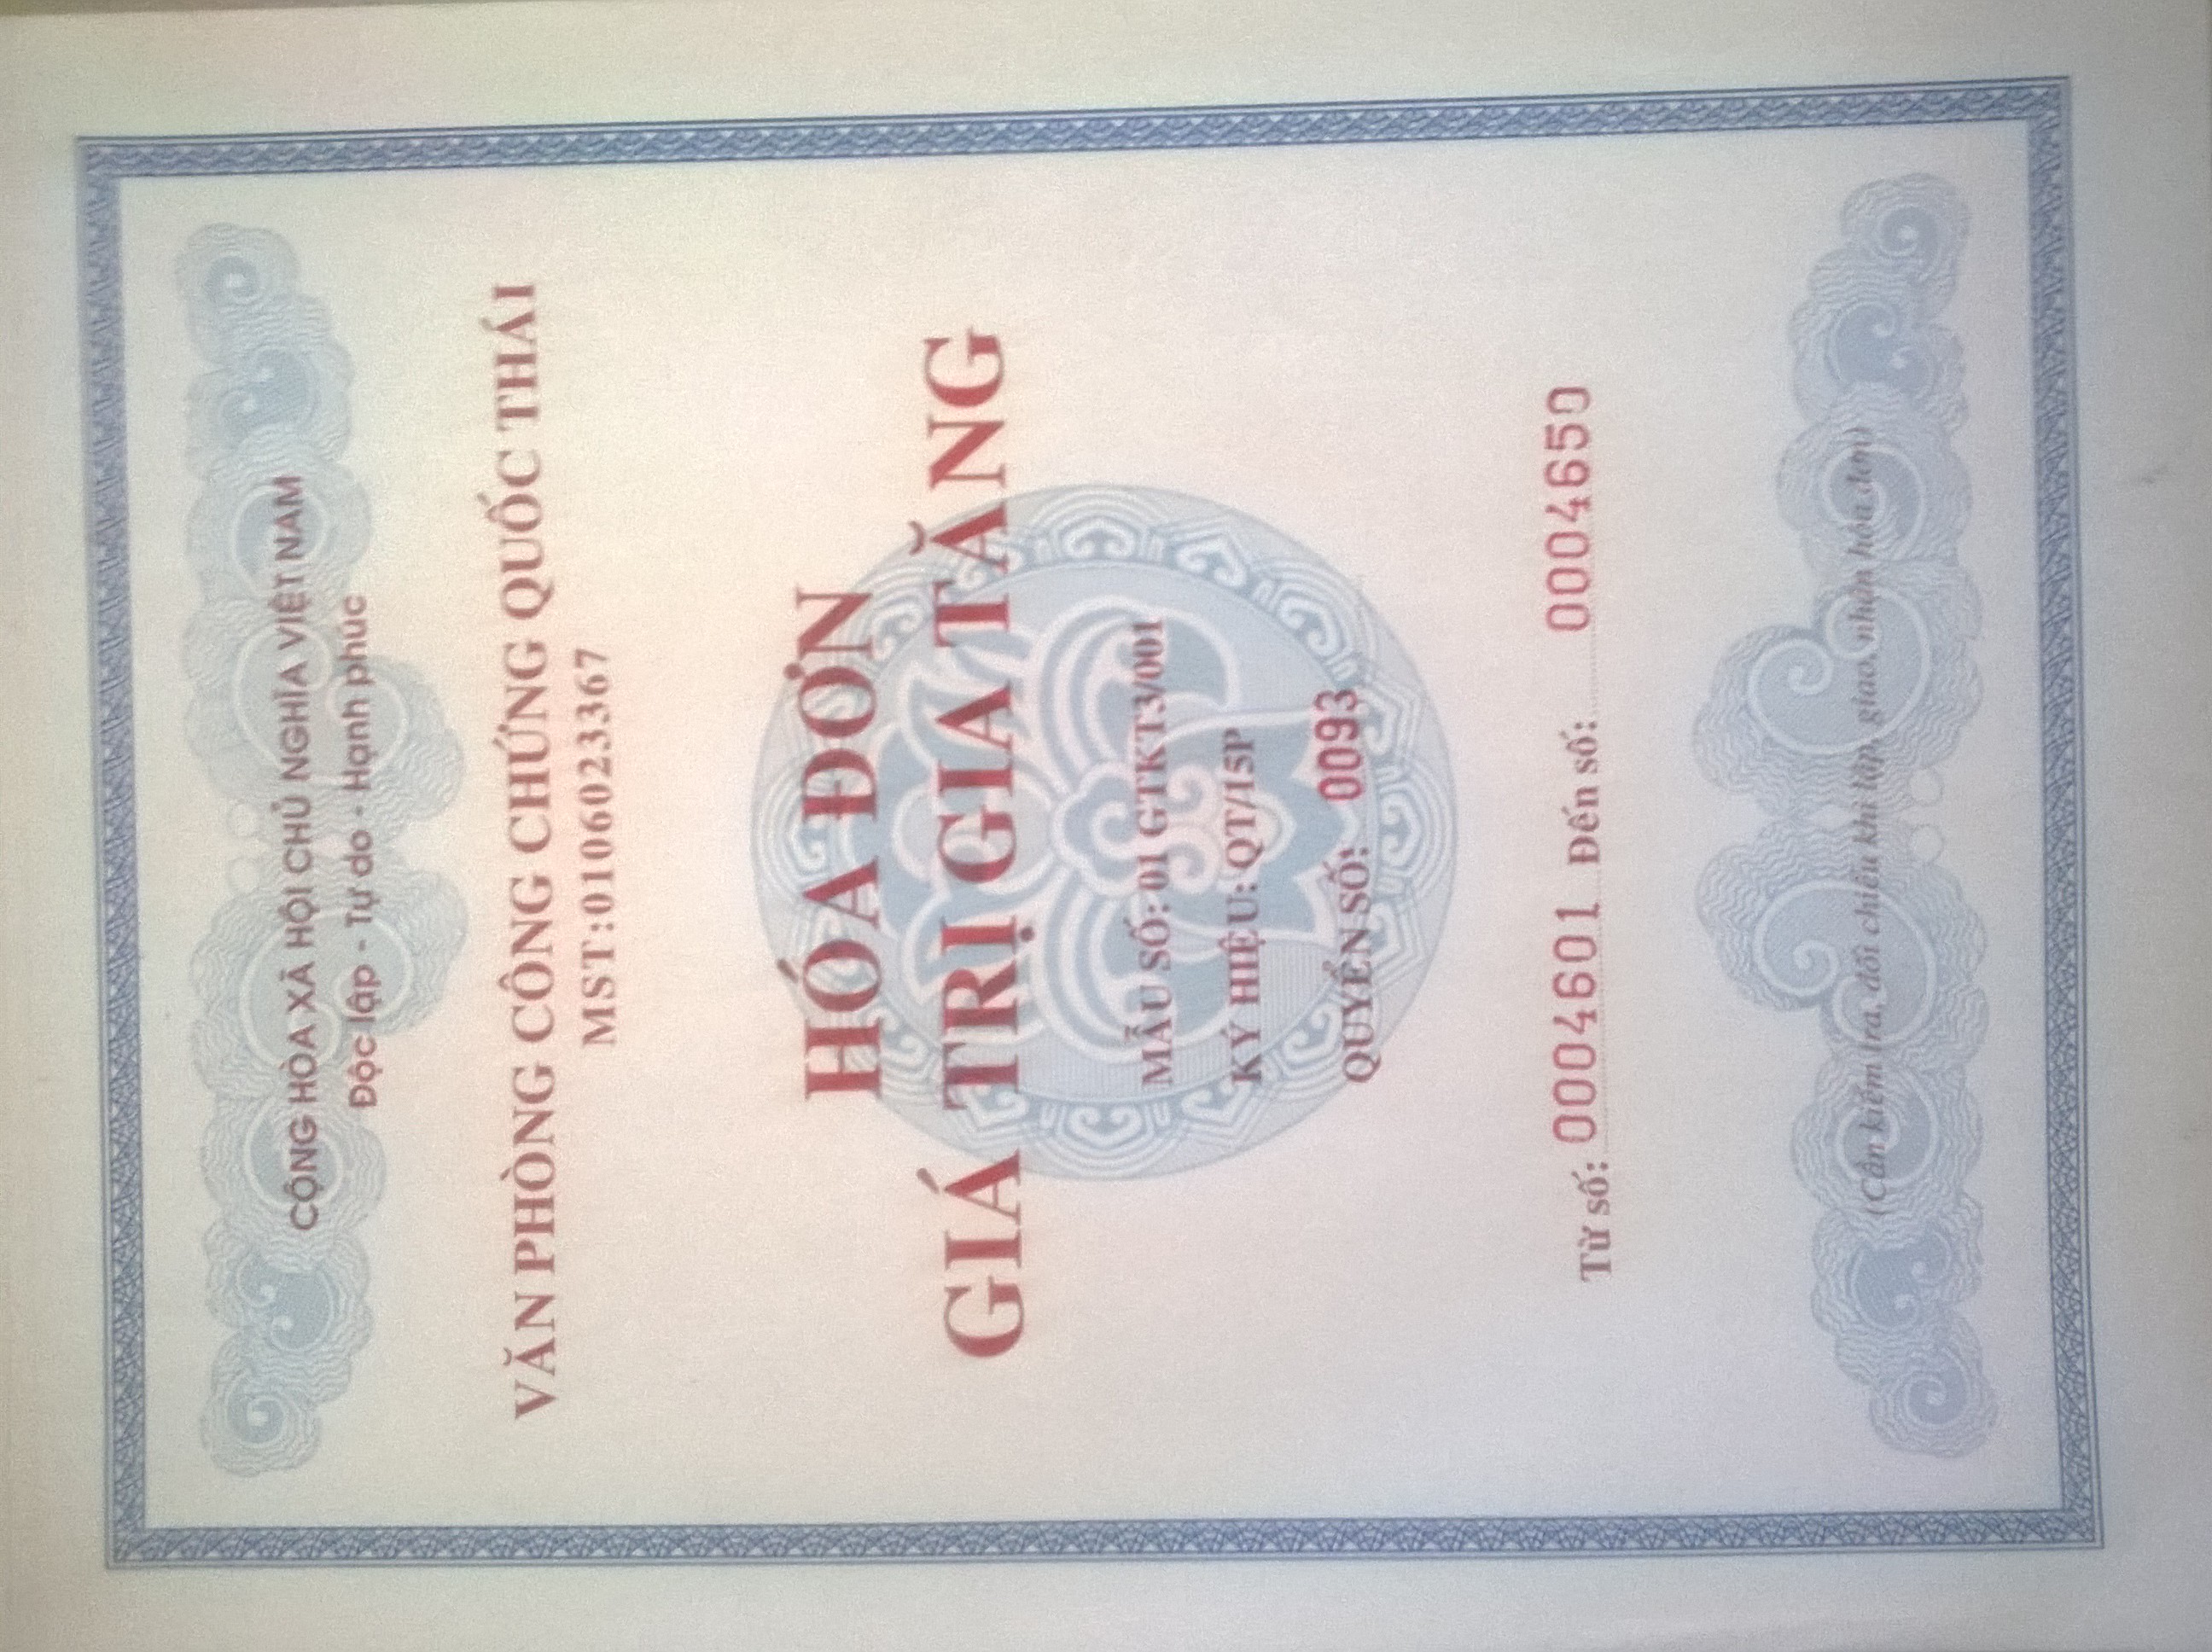 CỘNG HÒA XÃ HỘI CHỦ NGHĨA VIỆT NAM
Độc lập - Tự do - Hạnh phúc
VĂN PHÒNG CÔNG CHỨNG QUỐC THÁI
MST:0106023367
HÓA ĐƠN
GIÁ TRỊ GIA TĂNG
MẪU SỐ: 01 GTKT3/001
KÝ HIỆU: QT/15P
QUYỂN SỐ: 0093
Từ số: 0004601 Đến số: 0004650
(Cần kiểm tra, đối chiếu khi lập, giao, nhận hóa đơn)